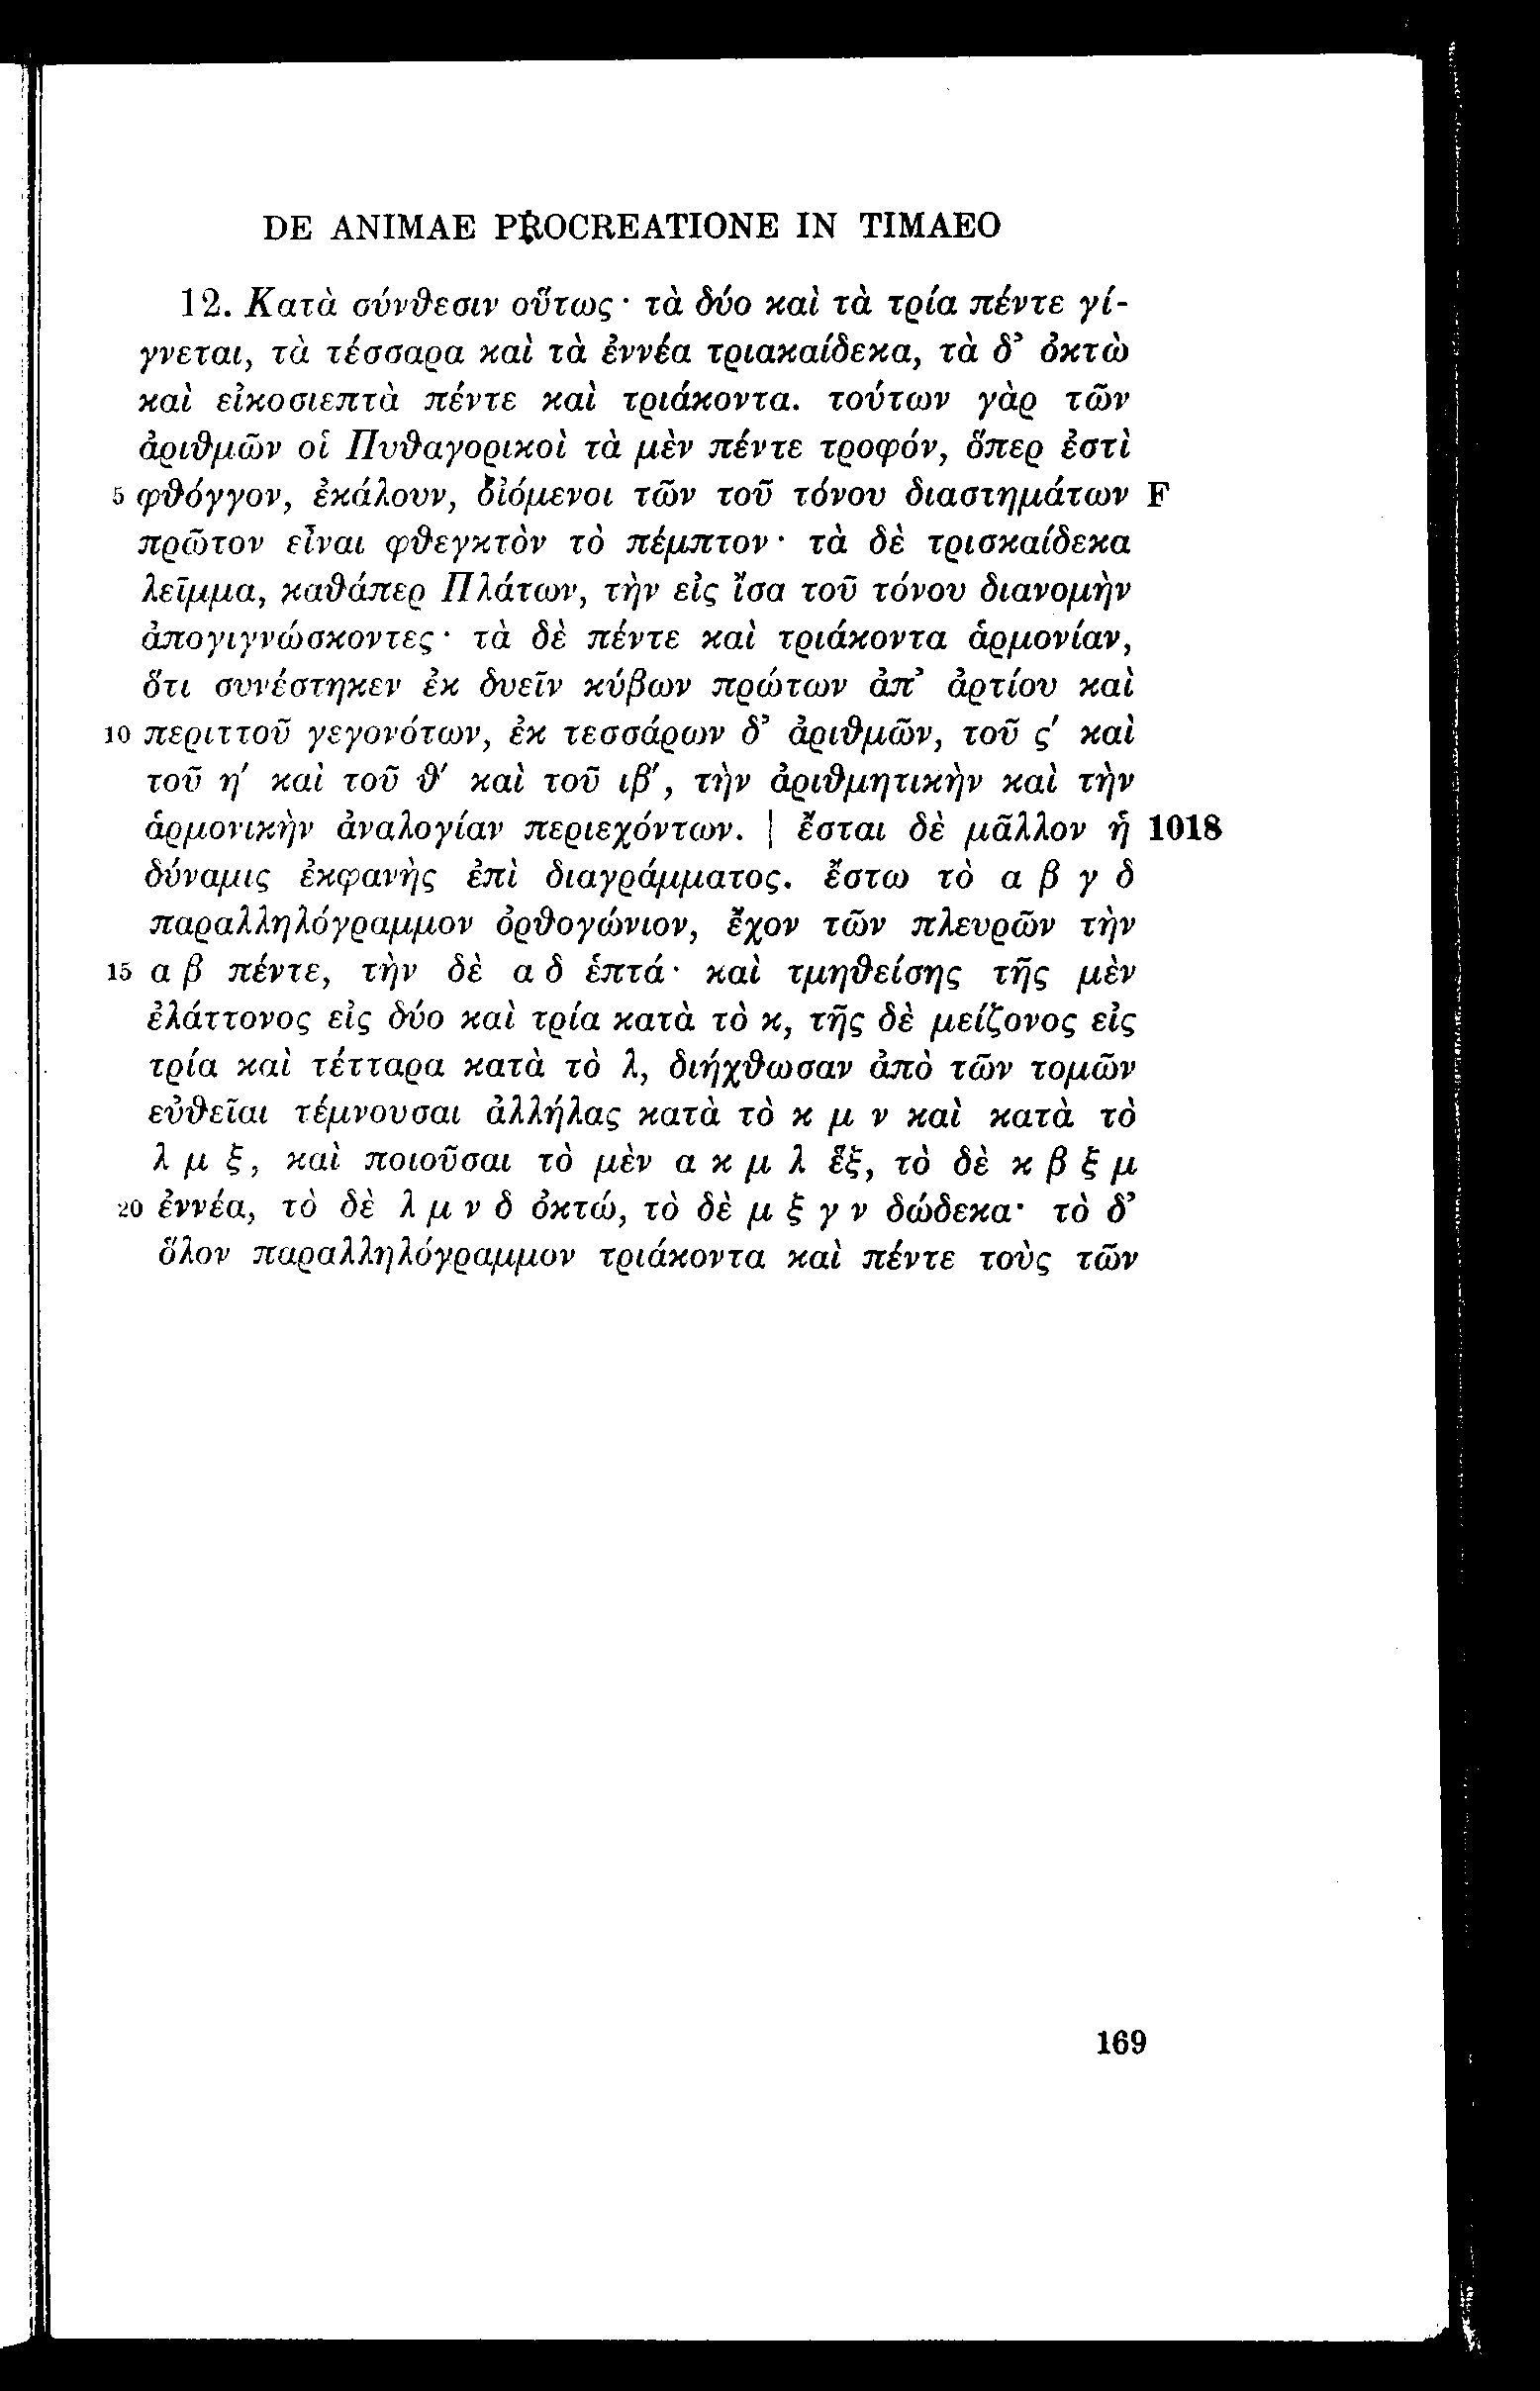 DE ANIMAE PROCREATIONE IN TIMAEO
12. Κατὰ σύνθεσιν οὕτως· τὰ δύο καὶ τὰ τρία πέντε γί-
γνεται, τὰ τέσσαρα καὶ τὰ ἐννέα τριακαίδεκα, τὰ δ’ ὀκτὼ
καὶ εἰκοσιεπτὰ πέντε καὶ τριάκοντα. τούτων γὰρ τῶν
ἀριθμῶν οἱ Πυθαγορικοὶ τὰ μὲν πέντε τροφόν, ὅπερ ἐστὶ
5 φθόγγον, ἐκάλουν, οἰόμενοι τῶν τοῦ τόνου διαστημάτων F
πρῶτον εἶναι φθεγκτὸν τὸ πέμπτον· τὰ δὲ τρισκαίδεκα
λεῖμμα, καθάπερ Πλάτων, τὴν εἰς ἴσα τοῦ τόνου διανομὴν
ἀπογιγνώσκοντες· τὰ δὲ πέντε καὶ τριάκοντα ἁρμονίαν,
ὅτι συνέστηκεν ἐκ δυεῖν κύβων πρώτων ἀπ’ ἀρτίου καὶ
10 περιττοῦ γεγονότων, ἐκ τεσσάρων δ’ ἀριθμῶν, τοῦ ς′ καὶ
τοῦ η′ καὶ τοῦ θ′ καὶ τοῦ ιβ′, τὴν ἀριθμητικὴν καὶ τὴν
ἁρμονικὴν ἀναλογίαν περιεχόντων. | ἔσται δὲ μᾶλλον ἡ 1018
δύναμις ἐκφανὴς ἐπὶ διαγράμματος. ἔστω τὸ α β γ δ
παραλληλόγραμμον ὀρθογώνιον, ἔχον τῶν πλευρῶν τὴν
15 α β πέντε, τὴν δὲ α δ ἑπτά· καὶ τμηθείσης τῆς μὲν
ἐλάττονος εἰς δύο καὶ τρία κατὰ τὸ κ, τῆς δὲ μείζονος εἰς
τρία καὶ τέτταρα κατὰ τὸ λ, διήχθωσαν ἀπὸ τῶν τομῶν
εὐθεῖαι τέμνουσαι ἀλλήλας κατὰ τὸ κ μ ν καὶ κατὰ τὸ
λ μ ξ, καὶ ποιοῦσαι τὸ μὲν α κ μ λ ἕξ, τὸ δὲ κ β ξ μ
20 ἐννέα, τὸ δὲ λ μ ν δ ὀκτώ, τὸ δὲ μ ξ γ ν δώδεκα· τὸ δ’
ὅλον παραλληλόγραμμον τριάκοντα καὶ πέντε τοὺς τῶν
169